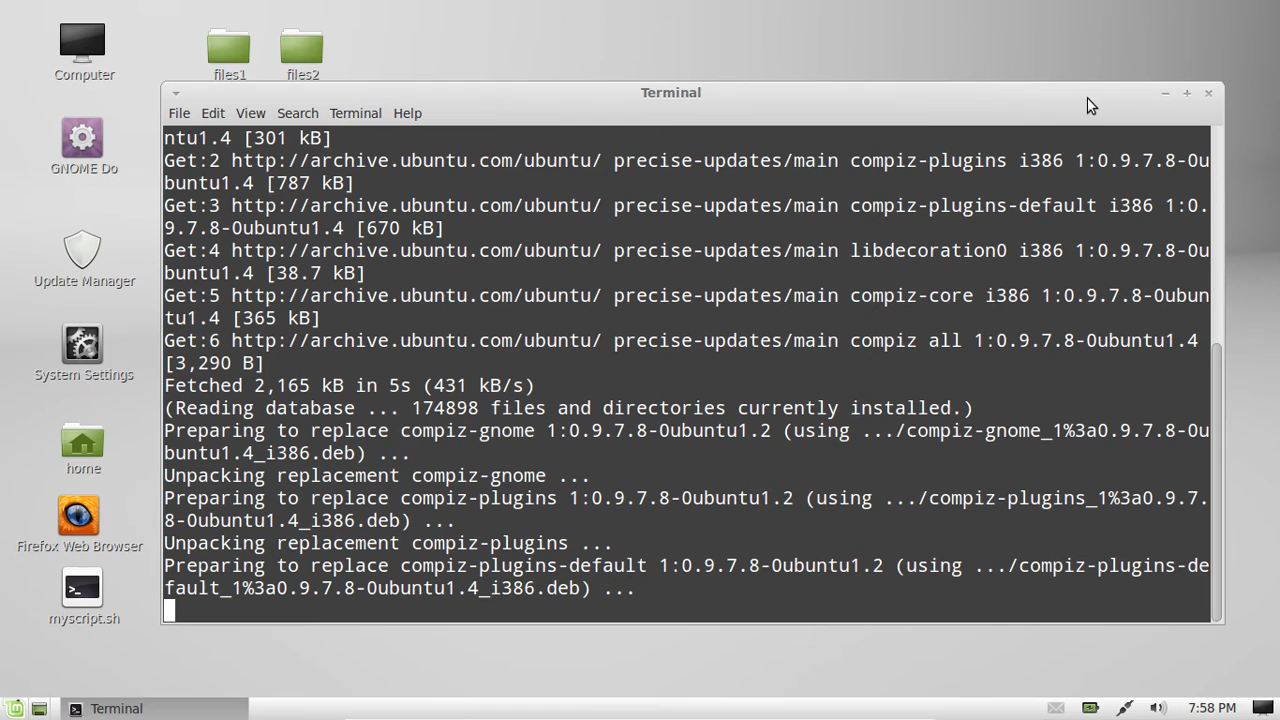 Computer
files1
files2
Terminal
File Edit View Search Terminal Help
ntu1.4 [301 kB]
Get:2 http://archive.ubuntu.com/ubuntu/ precise-updates/main compiz-plugins i386 1:0.9.7.8-0u
buntu1.4 [787 kB]
Get:3 http://archive.ubuntu.com/ubuntu/ precise-updates/main compiz-plugins-default i386 1:0.
9.7.8-0ubuntu1.4 [670 kB]
Get:4 http://archive.ubuntu.com/ubuntu/ precise-updates/main libdecoration0 i386 1:0.9.7.8-0u
buntu1.4 [38.7 kB]
Get:5 http://archive.ubuntu.com/ubuntu/ precise-updates/main compiz-core i386 1:0.9.7.8-0ubun
tu1.4 [365 kB]
Get:6 http://archive.ubuntu.com/ubuntu/ precise-updates/main compiz all 1:0.9.7.8-0ubuntu1.4
[3,290 B]
Fetched 2,165 kB in 5s (431 kB/s)
(Reading database ... 174898 files and directories currently installed.)
Preparing to replace compiz-gnome 1:0.9.7.8-0ubuntu1.2 (using .../compiz-gnome_1%3a0.9.7.8-0u
buntu1.4_i386.deb) ...
Unpacking replacement compiz-gnome ...
Preparing to replace compiz-plugins 1:0.9.7.8-0ubuntu1.2 (using .../compiz-plugins_1%3a0.9.7.
8-0ubuntu1.4_i386.deb) ...
Unpacking replacement compiz-plugins ...
Preparing to replace compiz-plugins-default 1:0.9.7.8-0ubuntu1.2 (using .../compiz-plugins-de
fault_1%3a0.9.7.8-0ubuntu1.4_i386.deb) ...
GNOME Do
Update Manager
System Settings
home
Firefox Web Browser
myscript.sh
Terminal
7:58 PM